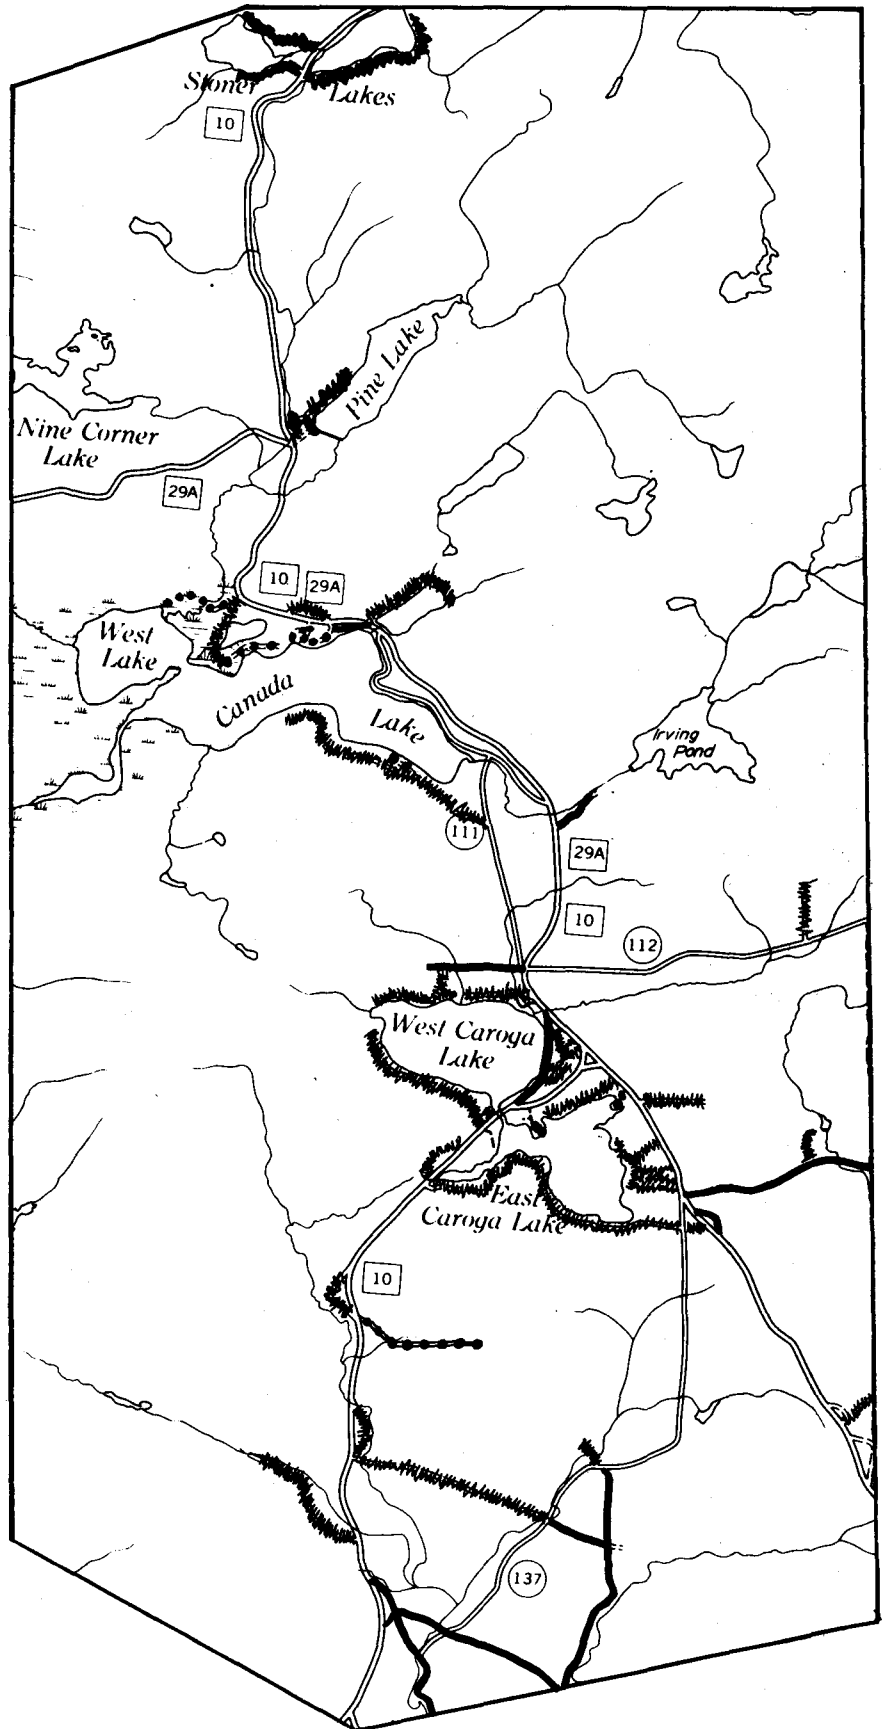 Stoner
Lakes
10
Pine Lake
Nine Corner
Lake
29A
10
29A
West
Lake
Canada
Lake
Irving
Pond
111
29A
10
112
West Caroga
Lake
East
Caroga Lake
10
137